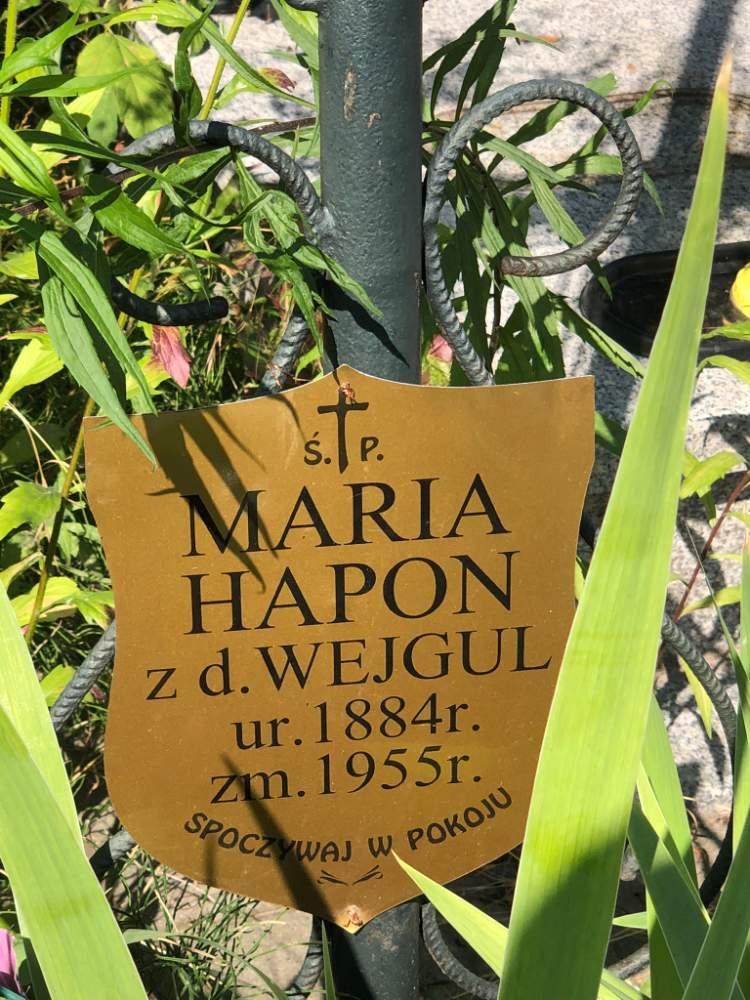 Ś. P.
MARIA
HAPON
z d. WEJGUL
ur. 1884r.
zm. 1955r.
SPOCZYWAJ W POKOJU